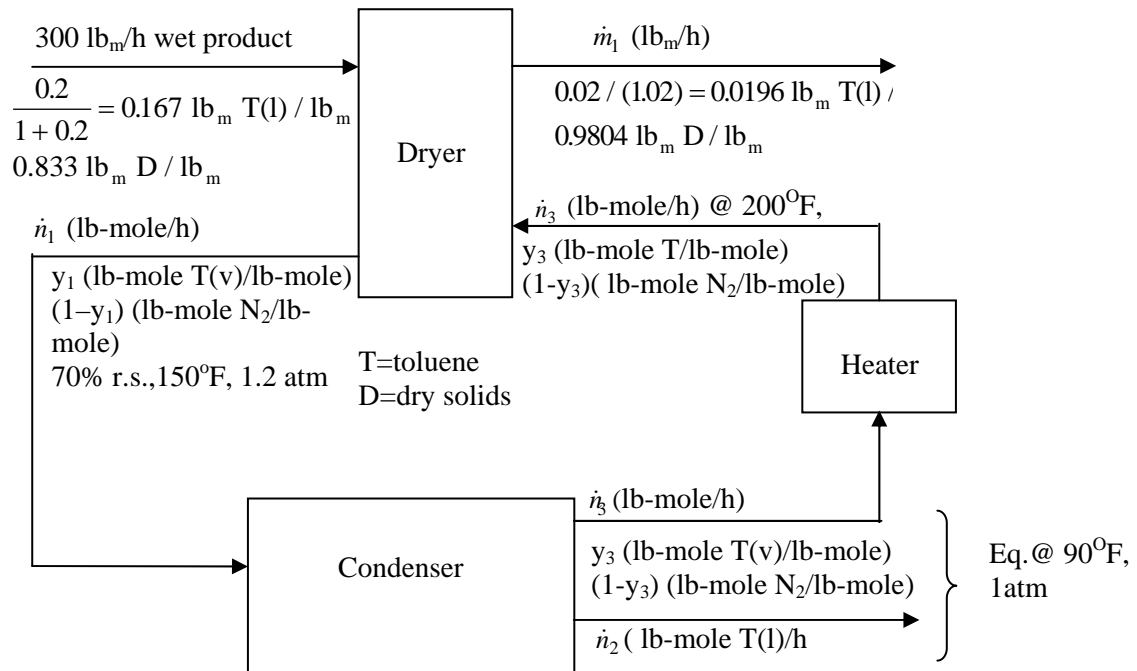 300 lbm/h wet product
0.2
1 + 0.2
= 0.167 lbm T(l) / lbm
0.833 lbm D / lbm
ṁ1 (lbm/h)
0.02 / (1.02) = 0.0196 lbm T(l) /
0.9804 lbm D / lbm
Dryer
ṅ1 (lb-mole/h)
y1 (lb-mole T(v)/lb-mole)
(1–y1) (lb-mole N2/lb-
mole)
70% r.s.,150oF, 1.2 atm
ṅ3 (lb-mole/h) @ 200OF,
y3 (lb-mole T/lb-mole)
(1-y3)( lb-mole N2/lb-mole)
T=toluene
D=dry solids
Heater
Condenser
ṅ3 (lb-mole/h)
y3 (lb-mole T(v)/lb-mole)
(1-y3) (lb-mole N2/lb-mole)
ṅ2 ( lb-mole T(l)/h
Eq.@ 90OF,
1atm